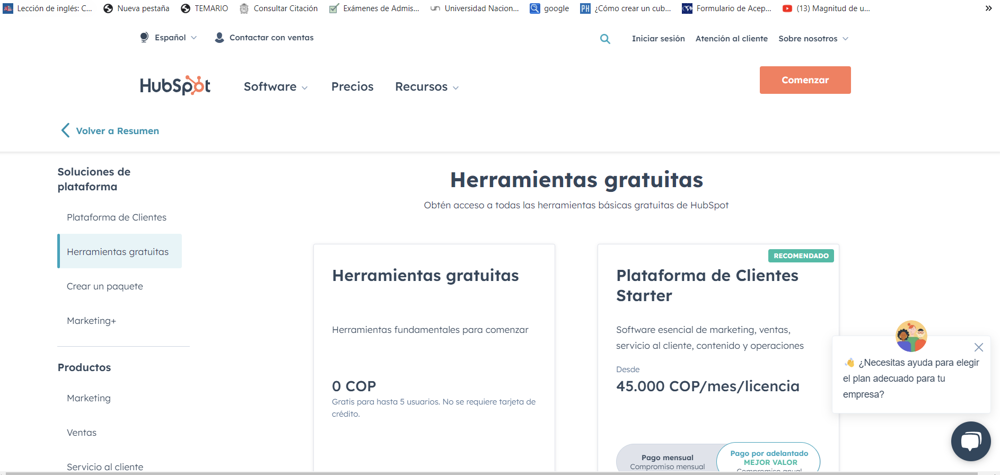 Lección de inglés: C...
Nueva pestaña
TEMARIO
Consultar Citación
Exámenes de Admis...
Universidad Nacion...
google
PH
¿Cómo crear un cub...
Formulario de Acep...
(13) Magnitud de u...
Español
Contactar con ventas
Iniciar sesión
Atención al cliente
Sobre nosotros
HubSpot
Software
Precios
Recursos
Comenzar
Volver a Resumen
Soluciones de
plataforma
Plataforma de Clientes
Herramientas gratuitas
Crear un paquete
Marketing+
Productos
Marketing
Ventas
Servicio al cliente
Herramientas gratuitas
Obtén acceso a todas las herramientas básicas gratuitas de HubSpot
Herramientas gratuitas
Herramientas fundamentales para comenzar
0 COP
Gratis para hasta 5 usuarios. No se requiere tarjeta de
crédito.
RECOMENDADO
Plataforma de Clientes
Starter
Software esencial de marketing, ventas,
servicio al cliente, contenido y operaciones
Desde
45.000 COP/mes/licencia
Pago mensual
Compromiso mensual
Pago por adelantado
MEJOR VALOR
Compromiso anual
¿Necesitas ayuda para elegir
el plan adecuado para tu
empresa?